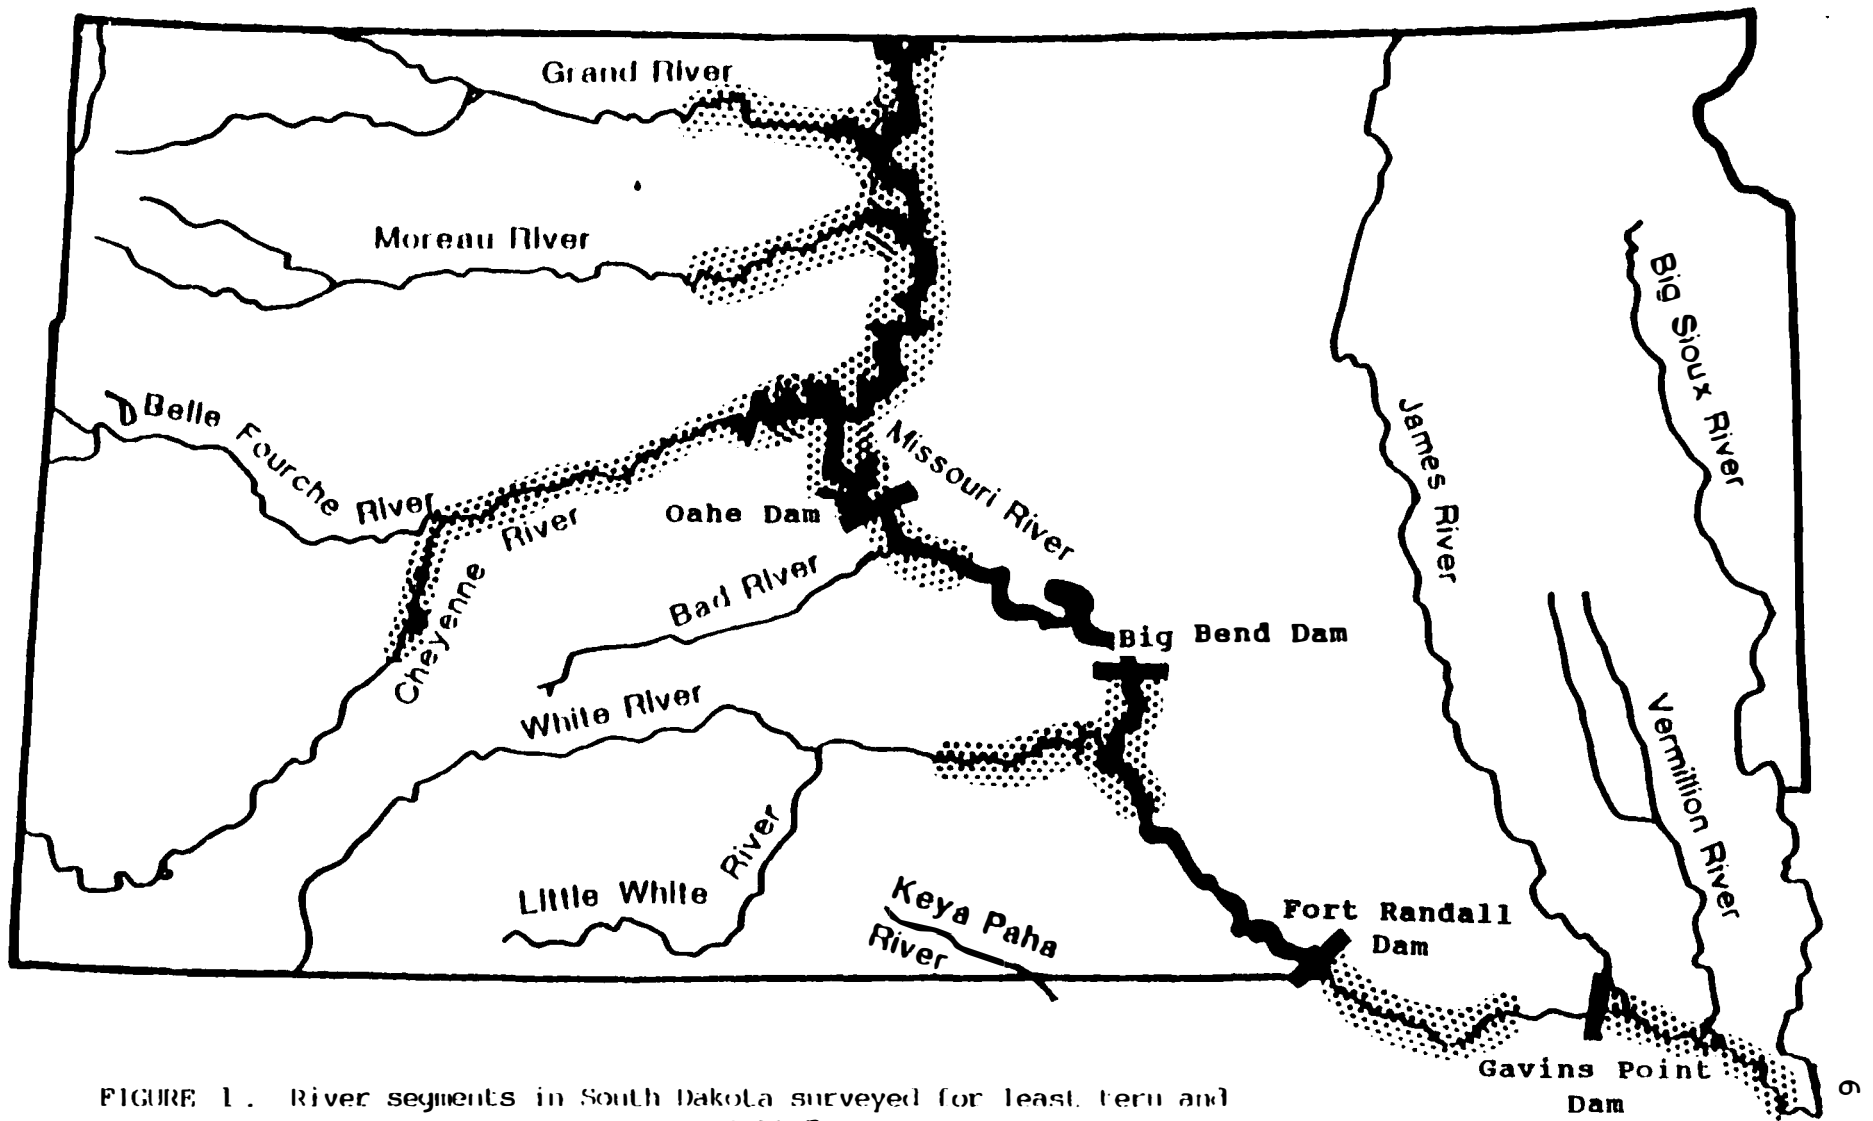 Grand River
Moreau River
Belle Fourche River
Cheyenne River
Missouri River
Oahe Dam
Bad River
Big Bend Dam
White River
Little White River
Keya Paha
River
Fort Randall
Dam
James River
Big Sioux River
Vermillion River
Gavins Point
Dam
FIGURE 1. River segments in South Dakota surveyed for least tern and
6